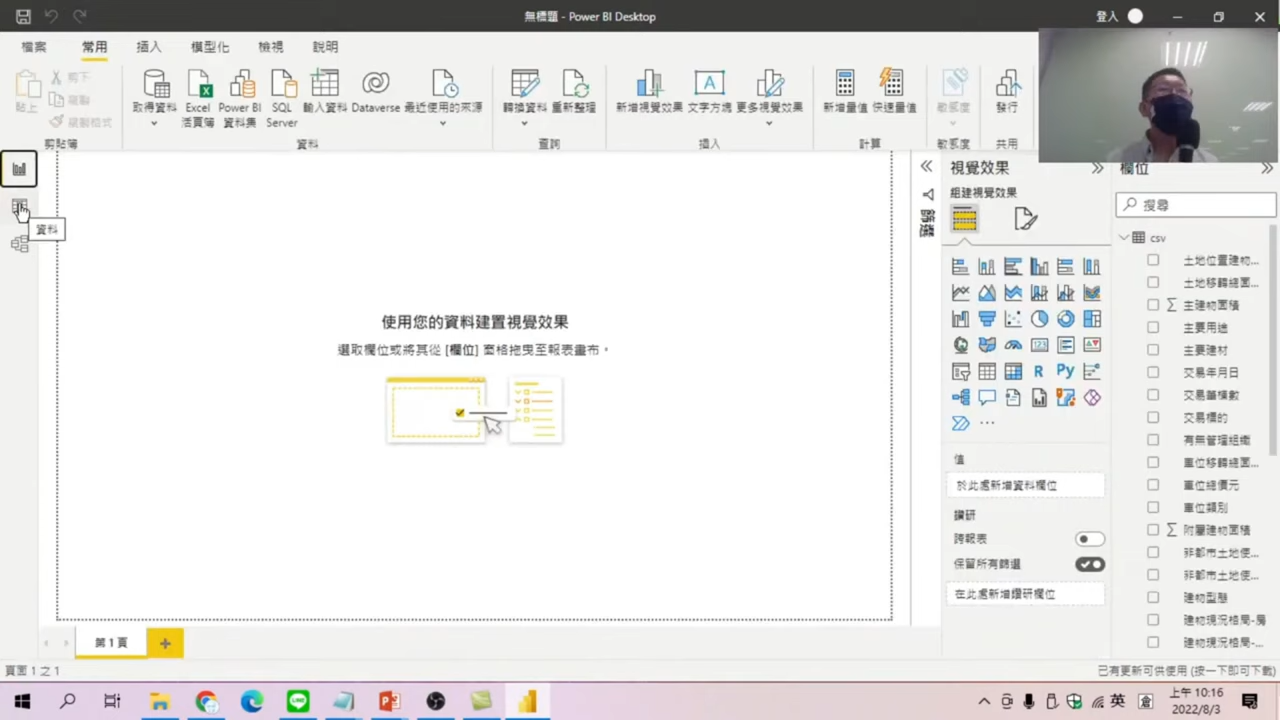 無標題 - Power BI Desktop
登入
檔案 常用 插入 模型化 檢視 說明
貼上
剪下
複製
複製格式
剪貼簿
取得資料
Excel 活頁簿
Power BI 資料集
SQL Server
輸入資料
Dataverse
最近使用的來源
資料
轉換資料
重新整理
查詢
新增視覺效果
文字方塊
更多視覺效果
插入
新增量值
快速量值
計算
敏感度
敏感度
發行
共用
資料
使用您的資料建置視覺效果
選取欄位或將其從 [欄位] 窗格拖曳至報表畫布。
篩選
視覺效果
組建視覺效果
R
Py
值
於此處新增資料欄位
鑽研
跨報表
保留所有篩選
在此處新增鑽研欄位
欄位
搜尋
csv
土地位置建物...
土地移轉總面...
主建物面積
主要用途
主要建材
交易年月日
交易筆棟數
交易標的
有無管理組織
車位移轉總面...
車位總價元
車位類別
附屬建物面積
非都市土地使...
非都市土地使...
建物型態
建物現況格局-房
建物現況格局-...
第 1 頁
頁面 1 之 1
已有更新可供使用 (按一下即可下載)
英
倉
上午 10:16
2022/8/3